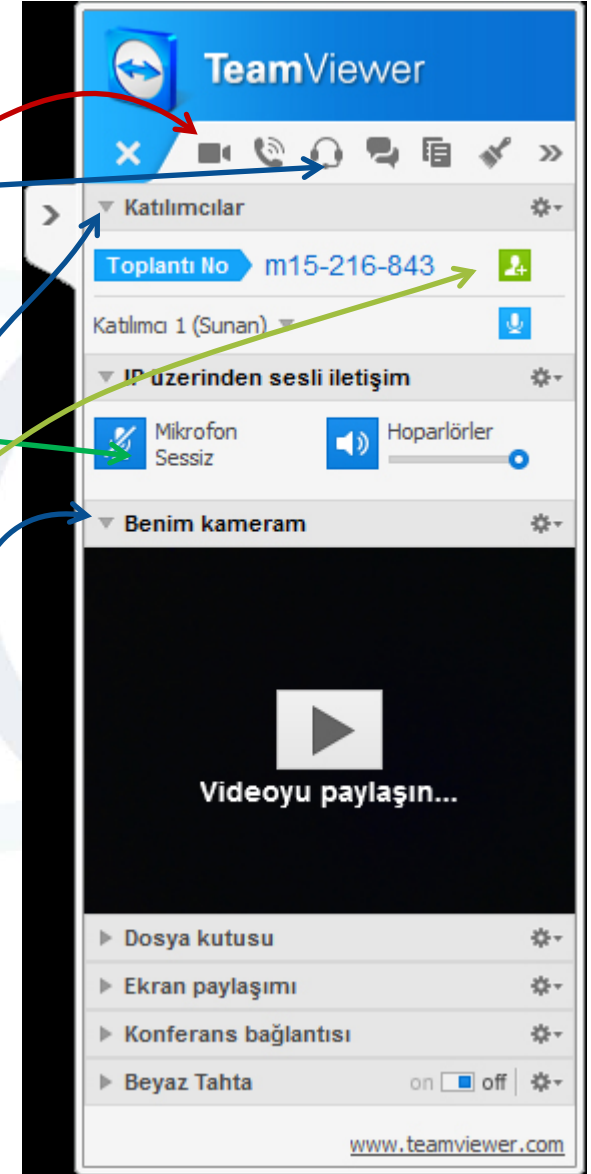 TeamViewer
Katılımcılar
Toplantı No m15-216-843
Katılımcı 1 (Sunan)
IP üzerinden sesli iletişim
Mikrofon
Sessiz
Hoparlörler
Benim kameram
Videoyu paylaşın...
Dosya kutusu
Ekran paylaşımı
Konferans bağlantısı
Beyaz Tahta on off
www.teamviewer.com